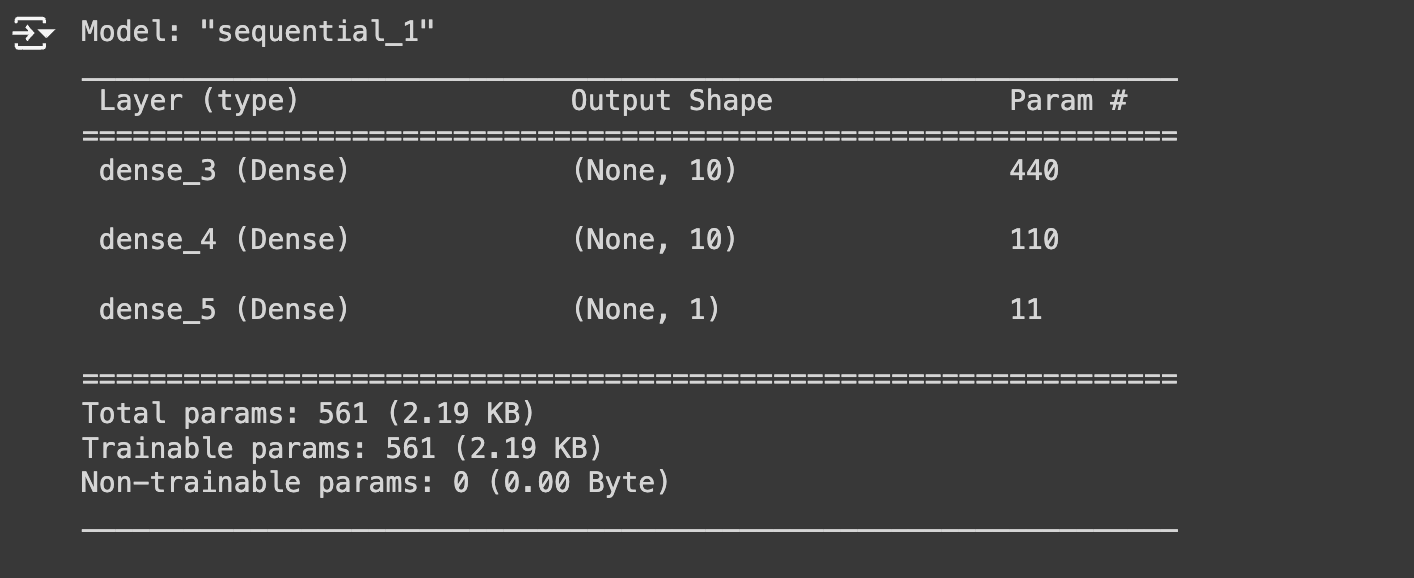 Model: "sequential_1"
_________________________________________________________________
Layer (type)                Output Shape              Param #
=================================================================
dense_3 (Dense)             (None, 10)                440
dense_4 (Dense)             (None, 10)                110
dense_5 (Dense)             (None, 1)                 11
=================================================================
Total params: 561 (2.19 KB)
Trainable params: 561 (2.19 KB)
Non-trainable params: 0 (0.00 Byte)
_________________________________________________________________